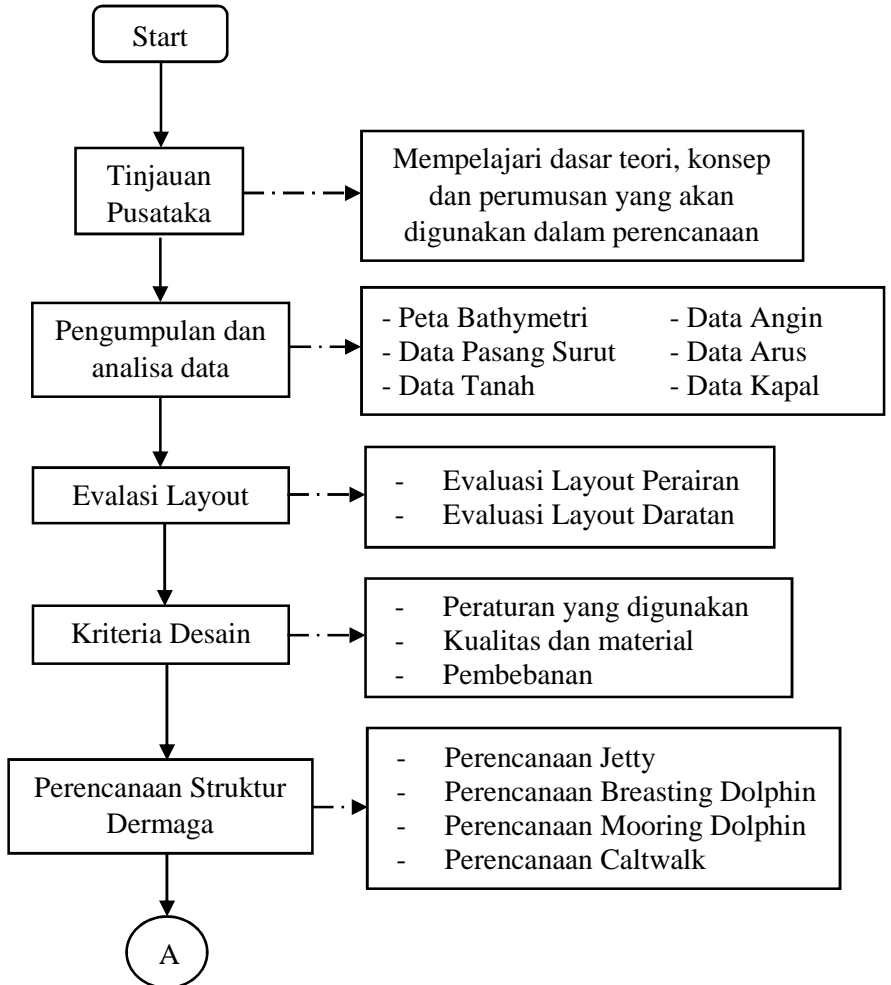 Start
Tinjauan
Pusataka
Mempelajari dasar teori, konsep
dan perumusan yang akan
digunakan dalam perencanaan
Pengumpulan dan
analisa data
- Peta Bathymetri - Data Angin
- Data Pasang Surut - Data Arus
- Data Tanah - Data Kapal
Evalasi Layout
- Evaluasi Layout Perairan
- Evaluasi Layout Daratan
Kriteria Desain
- Peraturan yang digunakan
- Kualitas dan material
- Pembebanan
Perencanaan Struktur
Dermaga
- Perencanaan Jetty
- Perencanaan Breasting Dolphin
- Perencanaan Mooring Dolphin
- Perencanaan Caltwalk
A